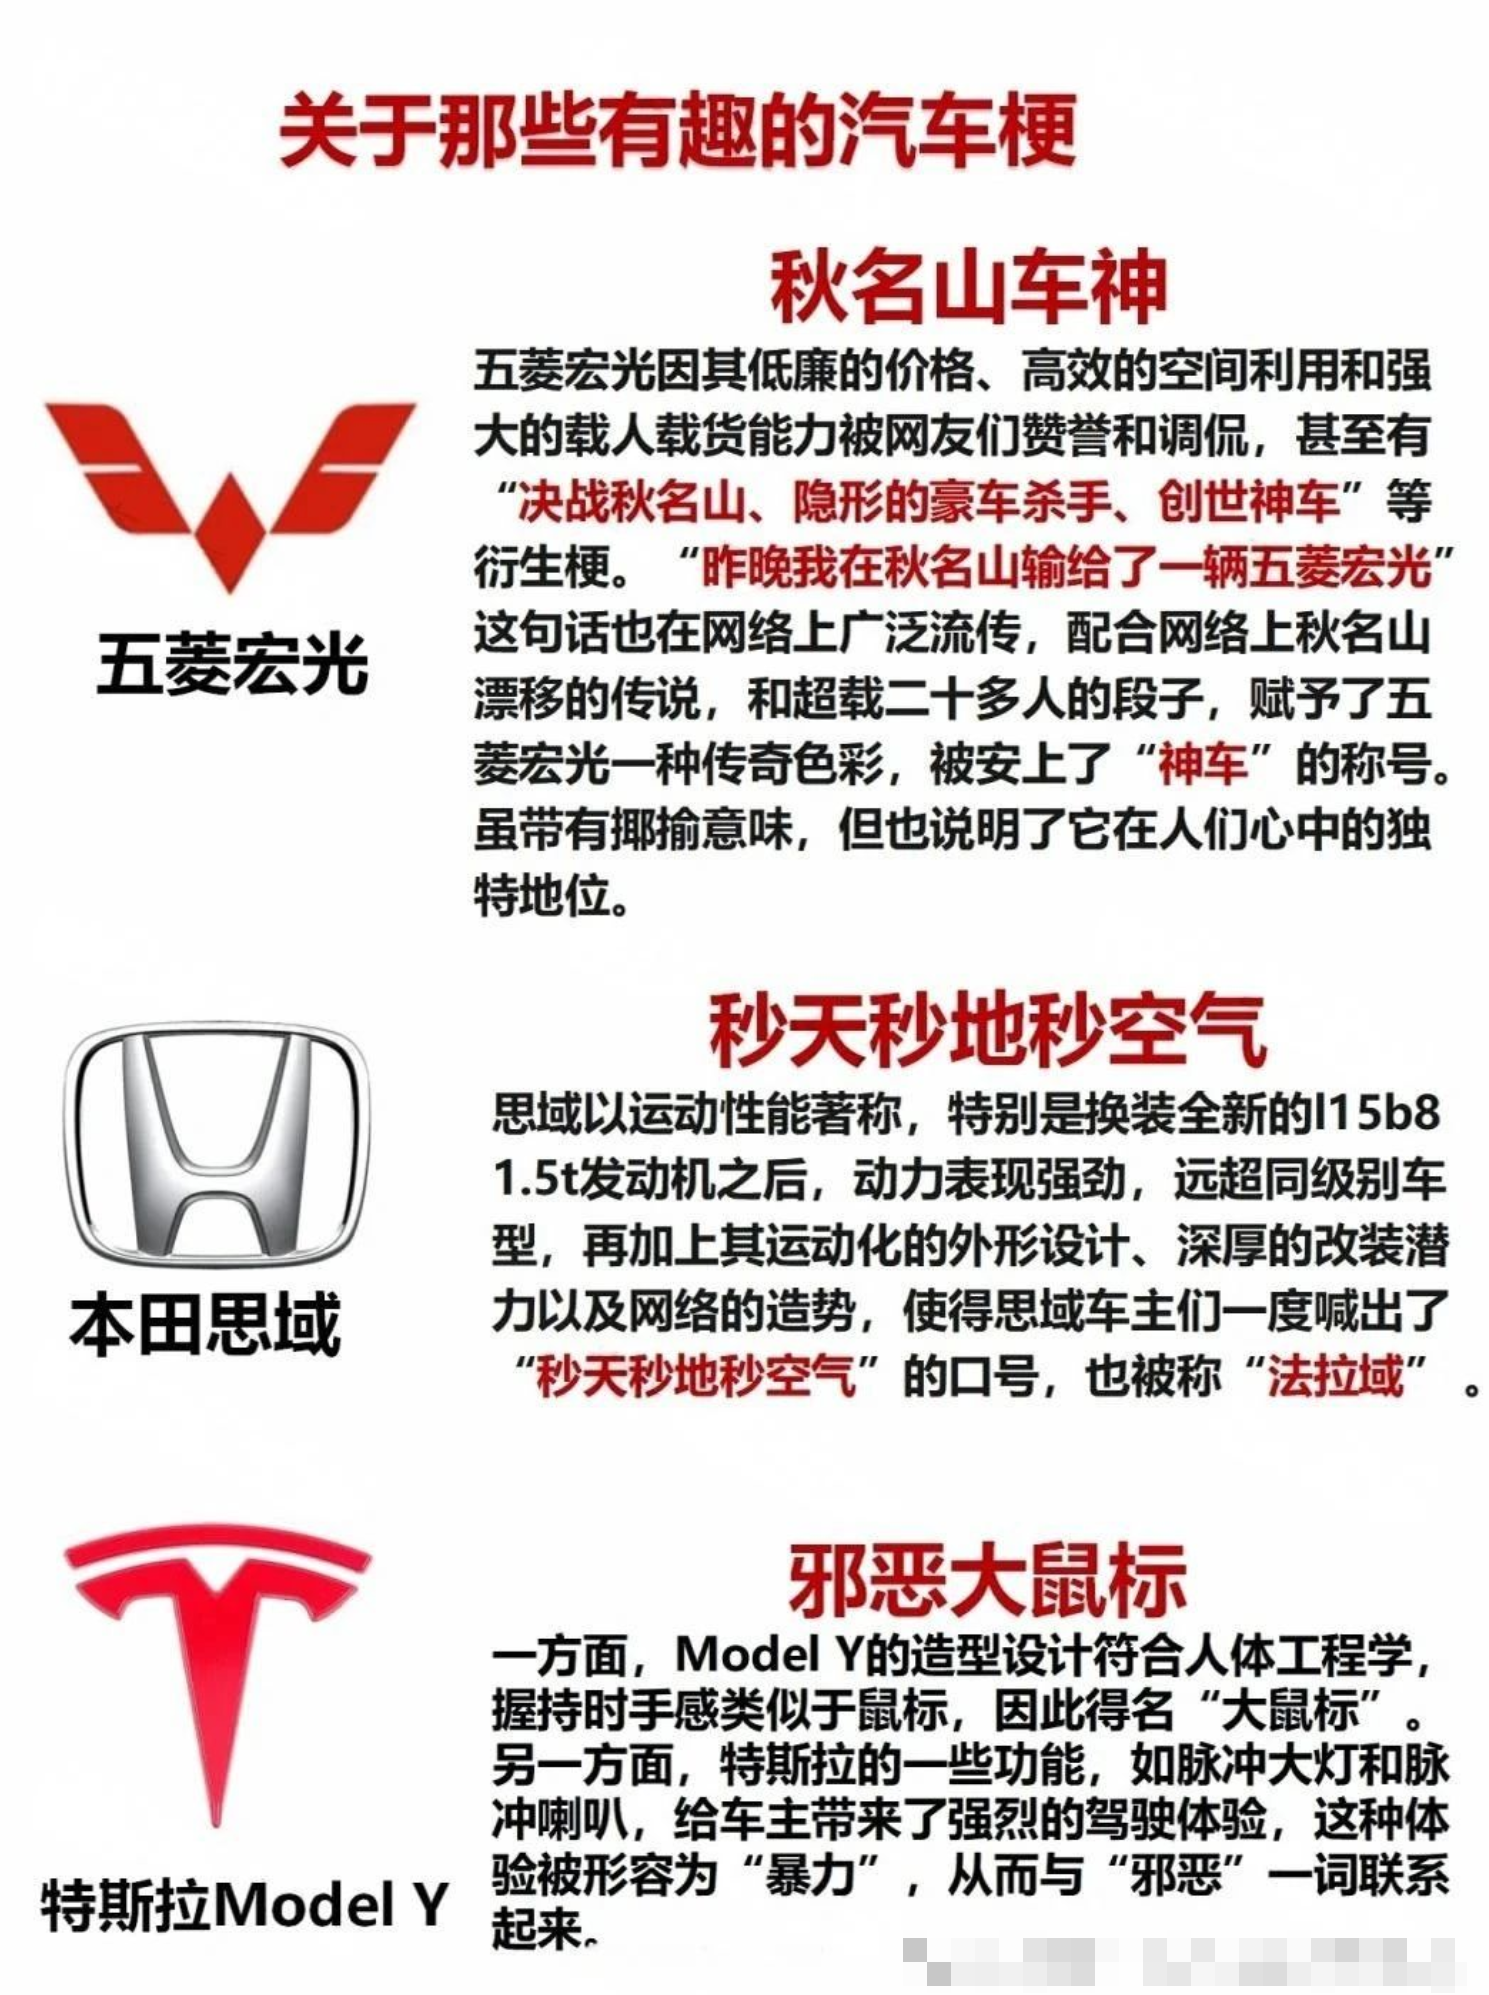 关于那些有趣的汽车梗
秋名山车神
五菱宏光因其低廉的价格、高效的空间利用和强
大的载人载货能力被网友们赞誉和调侃，甚至有
“决战秋名山、隐形的豪车杀手、创世神车”等
衍生梗。“昨晚我在秋名山输给了一辆五菱宏光”
这句话也在网络上广泛流传，配合网络上秋名山
漂移的传说，和超载二十多人的段子，赋予了五
菱宏光一种传奇色彩，被安上了“神车”的称号。
虽带有揶揄意味，但也说明了它在人们心中的独
特地位。
五菱宏光
秒天秒地秒空气
思域以运动性能著称，特别是换装全新的l15b8
1.5t发动机之后，动力表现强劲，远超同级别车
型，再加上其运动化的外形设计、深厚的改装潜
力以及网络的造势，使得思域车主们一度喊出了
“秒天秒地秒空气”的口号，也被称“法拉域”。
本田思域
邪恶大鼠标
一方面，Model Y的造型设计符合人体工程学，
握持时手感类似于鼠标，因此得名“大鼠标”。
另一方面，特斯拉的一些功能，如脉冲大灯和脉
冲喇叭，给车主带来了强烈的驾驶体验，这种体
验被形容为“暴力”，从而与“邪恶”一词联系
起来。
特斯拉Model Y